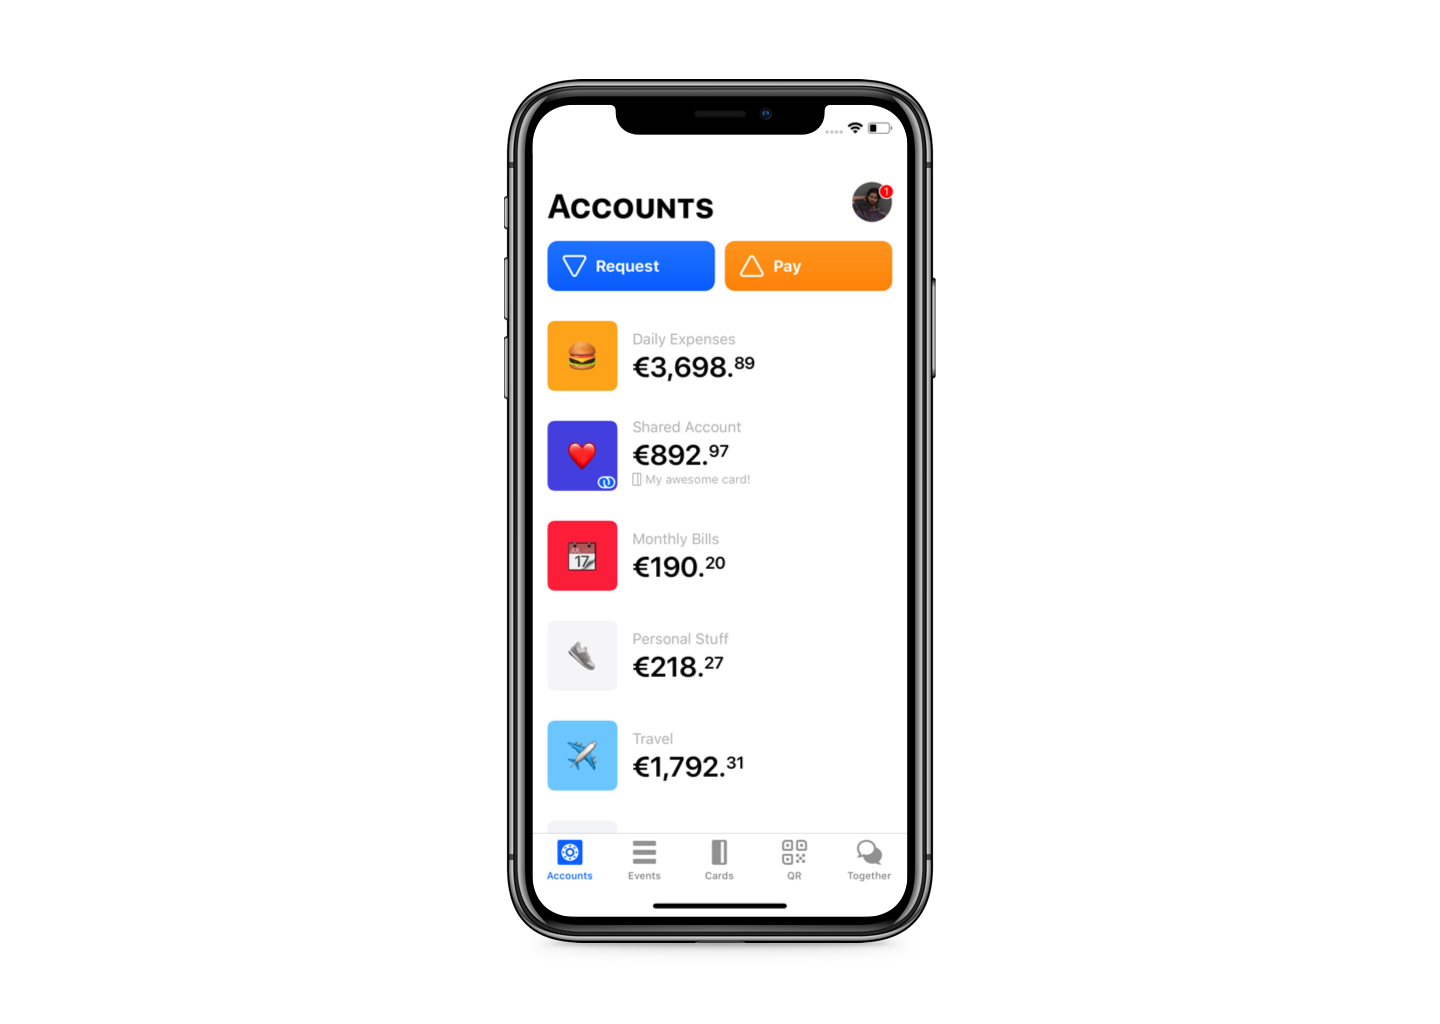 Accounts
1
Request
Pay
Daily Expenses
€3,698.89
Shared Account
€892.97
My awesome card!
Monthly Bills
17
€190.20
Personal Stuff
€218.27
Travel
€1,792.31
Accounts
Events
Cards
QR
Together